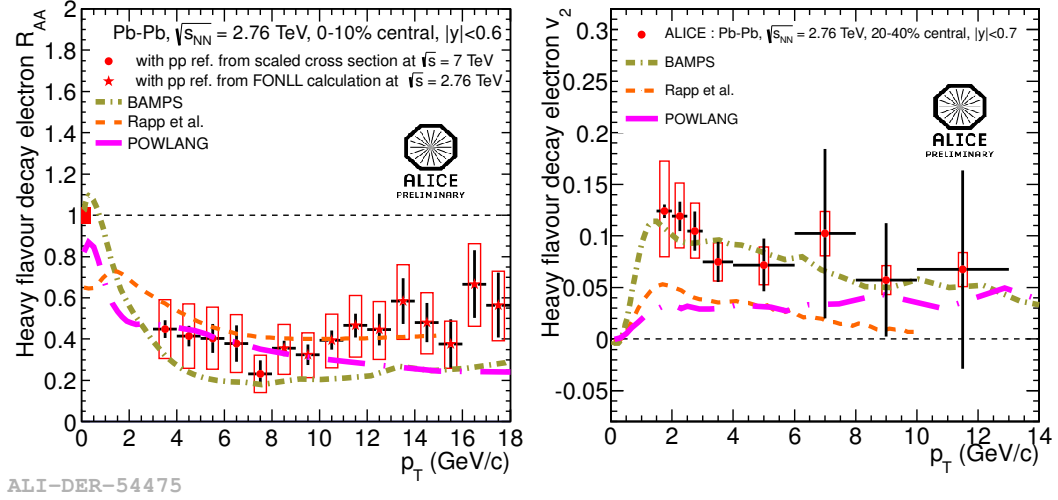 Heavy flavour decay electron R_AA
Pb-Pb, √s_NN = 2.76 TeV, 0-10% central, |y|<0.6
with pp ref. from scaled cross section at √s = 7 TeV
with pp ref. from FONLL calculation at √s = 2.76 TeV
BAMPS
Rapp et al.
POWLANG
ALICE
PRELIMINARY
2
1.8
1.6
1.4
1.2
1
0.8
0.6
0.4
0.2
0
0 2 4 6 8 10 12 14 16 18
p_T (GeV/c)
Heavy flavour decay electron v_2
ALICE : Pb-Pb, √s_NN = 2.76 TeV, 20-40% central, |y|<0.7
BAMPS
Rapp et al.
POWLANG
ALICE
PRELIMINARY
0.3
0.25
0.2
0.15
0.1
0.05
0
-0.05
0 2 4 6 8 10 12 14
p_T (GeV/c)
ALI-DER-54475